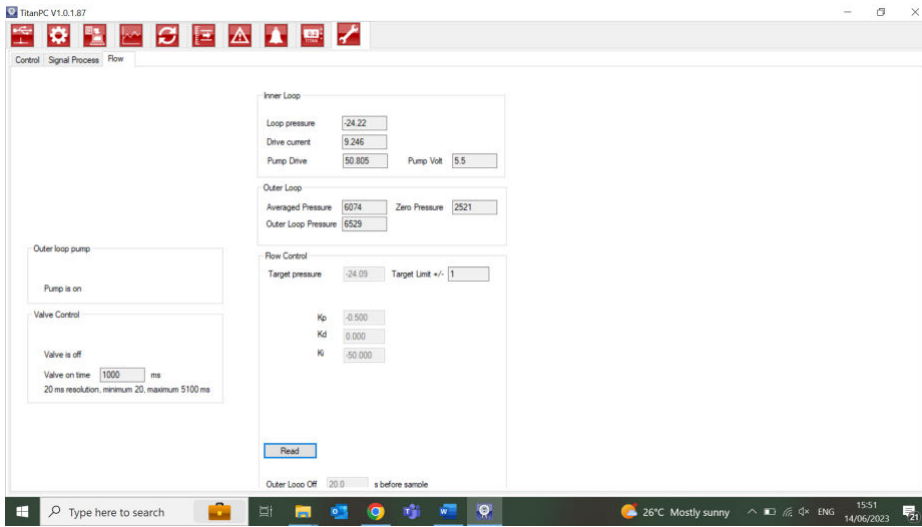 TitanPC V1.0.1.87
Control Signal Process Flow
Inner Loop
Loop pressure -24.22
Drive current 9.246
Pump Drive 50.805 Pump Volt 5.5
Outer Loop
Averaged Pressure 6074 Zero Pressure 2521
Outer Loop Pressure 6529
Outer loop pump
Pump is on
Valve Control
Valve is off
Valve on time 1000 ms
20 ms resolution, minimum 20, maximum 5100 ms
Flow Control
Target pressure -24.09 Target Limit +/- 1
Kp -0.500
Kd 0.000
Ki -50.000
Read
Outer Loop Off 20.0 s before sample
Type here to search
26°C Mostly sunny
ENG
15:51
14/06/2023
21